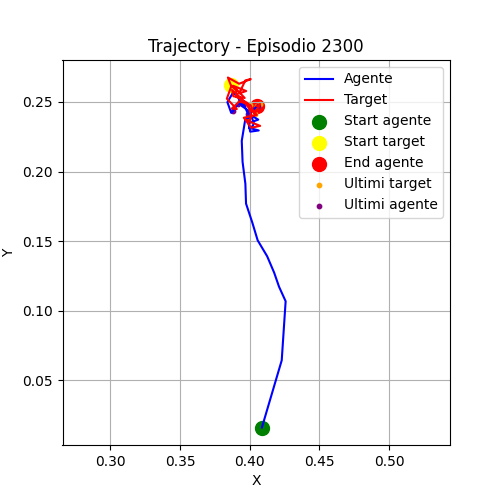 Trajectory - Episodio 2300
Agente
Target
Start agente
Start target
End agente
Ultimi target
Ultimi agente
0.25
0.20
0.15
0.10
0.05
Y
0.30 0.35 0.40 0.45 0.50
X